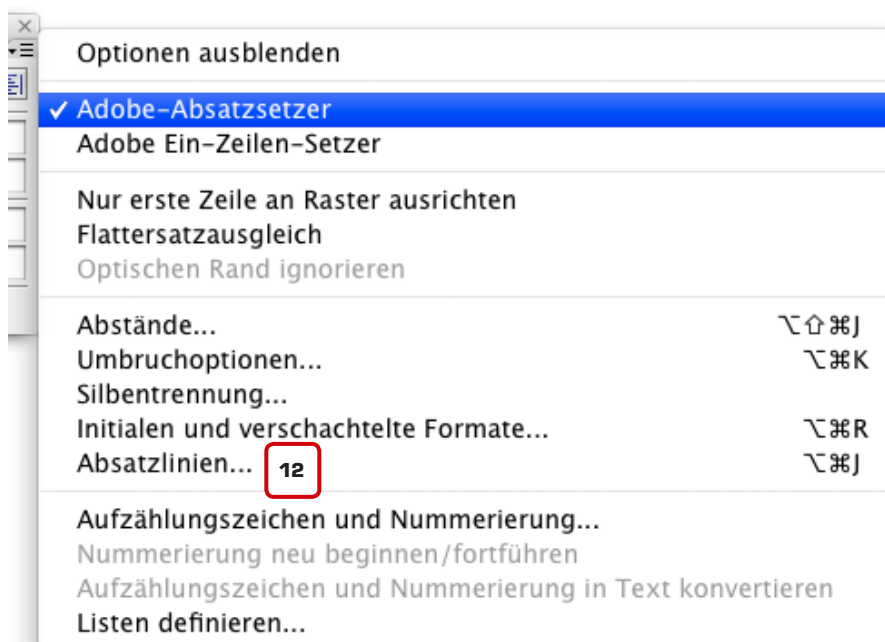 Optionen ausblenden
✓ Adobe-Absatzsetzer
Adobe Ein-Zeilen-Setzer
Nur erste Zeile an Raster ausrichten
Flattersatzausgleich
Optischen Rand ignorieren
Abstände... ⌥⇧⌘J
Umbruchoptionen... ⌥⌘K
Silbentrennung...
Initialen und verschachtelte Formate... ⌥⌘R
Absatzlinien... 12 ⌥⌘J
Aufzählungszeichen und Nummerierung...
Nummerierung neu beginnen/fortführen
Aufzählungszeichen und Nummerierung in Text konvertieren
Listen definieren...